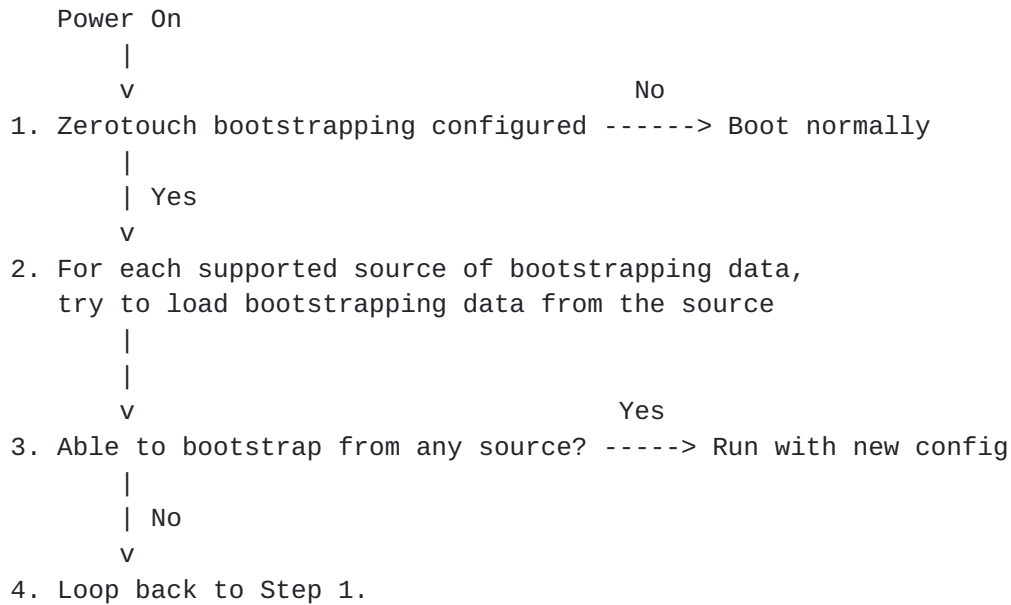 Power On
|
v No
1. Zerotouch bootstrapping configured ------> Boot normally
|
| Yes
v
2. For each supported source of bootstrapping data,
try to load bootstrapping data from the source
|
|
v Yes
3. Able to bootstrap from any source? -----> Run with new config
|
| No
v
4. Loop back to Step 1.